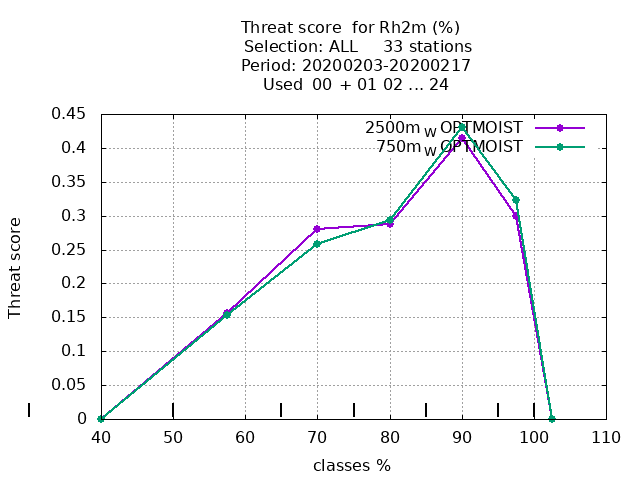 Threat score  for Rh2m (%)
Selection: ALL     33 stations
Period: 20200203-20200217
Used  00 + 01 02 ... 24
2500m W OPTMOIST
750m W OPTMOIST
0.45
0.4
0.35
0.3
0.25
0.2
0.15
0.1
0.05
0
Threat score
40 50 60 70 80 90 100 110
classes %